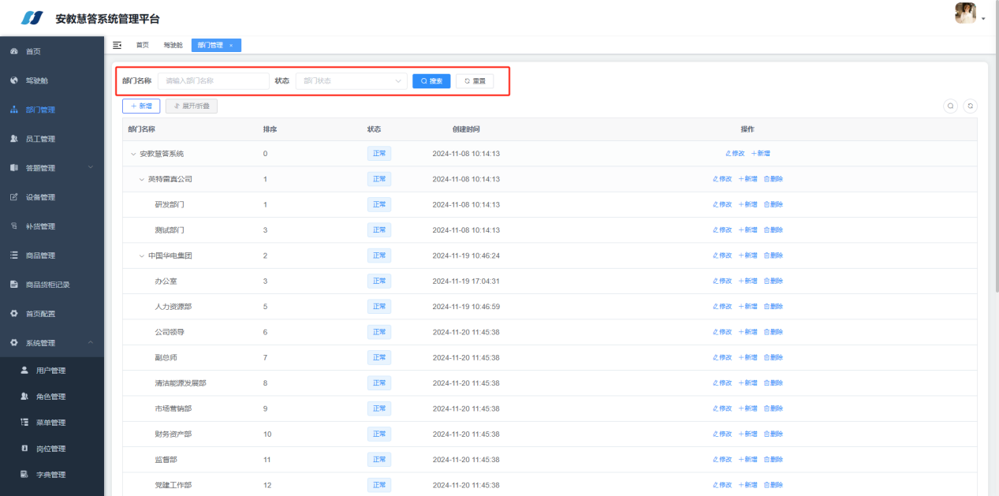 安教慧答系统管理平台
首页 驾驶舱 部门管理 ×
首页
驾驶舱
部门管理
员工管理
答题管理
设备管理
补货管理
商品管理
商品货柜记录
首页配置
系统管理
用户管理
角色管理
菜单管理
岗位管理
字典管理
部门名称 请输入部门名称 状态 部门状态 搜索 重置
+ 新增 展开/折叠
部门名称 排序 状态 创建时间 操作
安教慧答系统 0 正常 2024-11-08 10:14:13 修改 +新增
英特雷真公司 1 正常 2024-11-08 10:14:13 修改 +新增 删除
研发部门 1 正常 2024-11-08 10:14:13 修改 +新增 删除
测试部门 3 正常 2024-11-08 10:14:13 修改 +新增 删除
中国华电集团 2 正常 2024-11-19 10:46:24 修改 +新增 删除
办公室 3 正常 2024-11-19 17:04:31 修改 +新增 删除
人力资源部 5 正常 2024-11-19 10:46:59 修改 +新增 删除
公司领导 6 正常 2024-11-20 11:45:38 修改 +新增 删除
副总师 7 正常 2024-11-20 11:45:38 修改 +新增 删除
清洁能源发展部 8 正常 2024-11-20 11:45:38 修改 +新增 删除
市场营销部 9 正常 2024-11-20 11:45:38 修改 +新增 删除
财务资产部 10 正常 2024-11-20 11:45:38 修改 +新增 删除
监督部 11 正常 2024-11-20 11:45:38 修改 +新增 删除
党建工作部 12 正常 2024-11-20 11:45:38 修改 +新增 删除